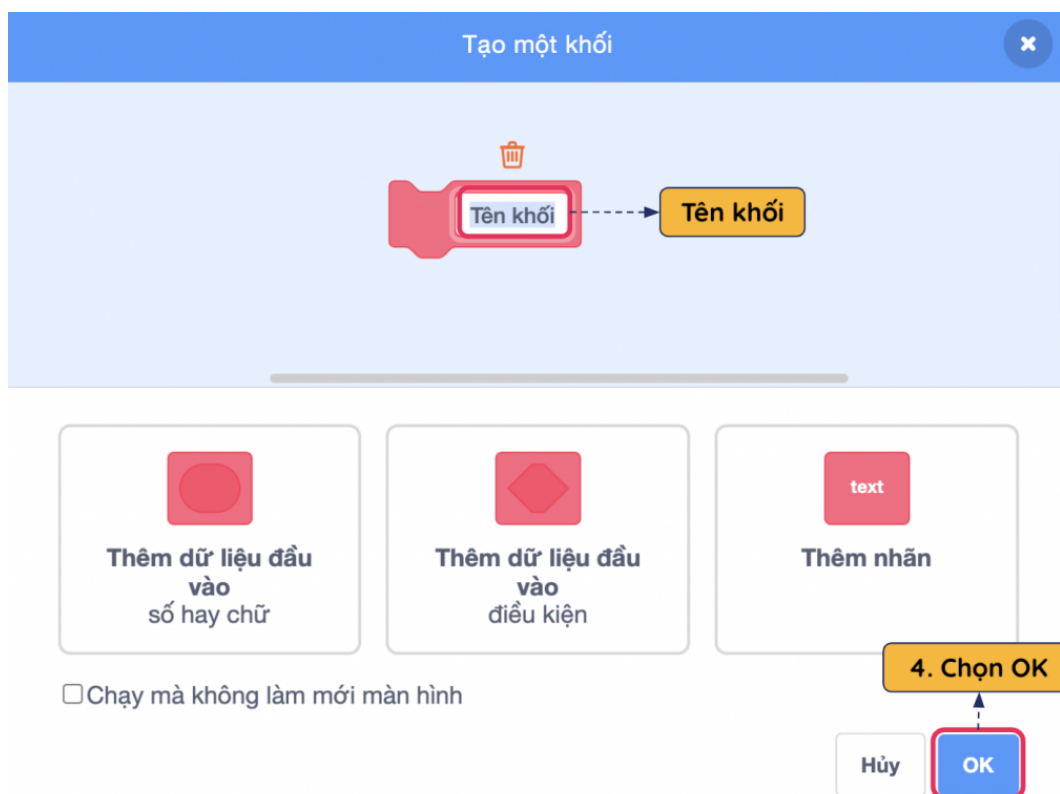 Tạo một khối
Tên khối
Tên khối
text
Thêm dữ liệu đầu
vào
số hay chữ
Thêm dữ liệu đầu
vào
điều kiện
Thêm nhãn
4. Chọn OK
Chạy mà không làm mới màn hình
Hủy
OK